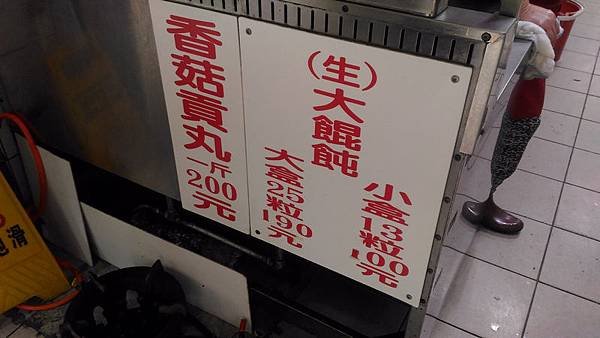 香菇貢丸
一斤
200元
(生)大餛飩
小盒13粒100元
大盒25粒190元
滑